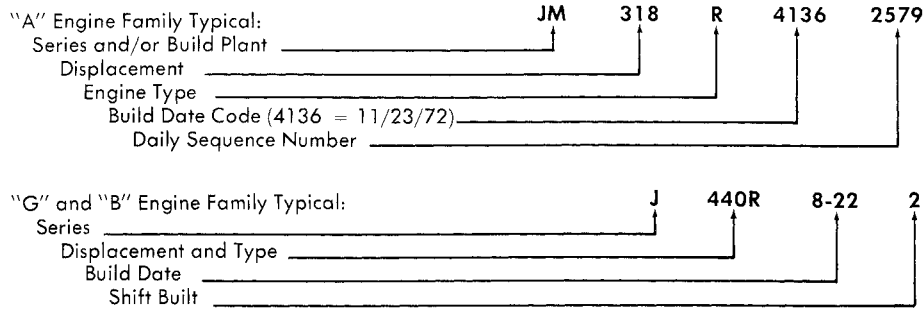 "A" Engine Family Typical: JM 318 R 4136 2579
Series and/or Build Plant
Displacement
Engine Type
Build Date Code (4136 = 11/23/72)
Daily Sequence Number
"G" and "B" Engine Family Typical: J 440R 8-22 2
Series
Displacement and Type
Build Date
Shift Built